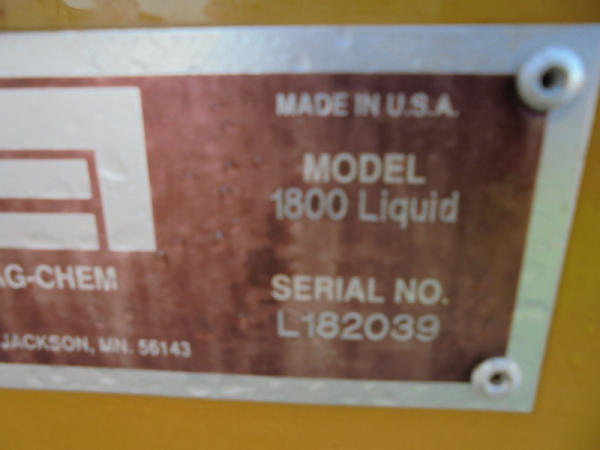 MADE IN U.S.A.
MODEL
1800 Liquid
AG-CHEM
SERIAL NO.
L182039
JACKSON, MN. 56143